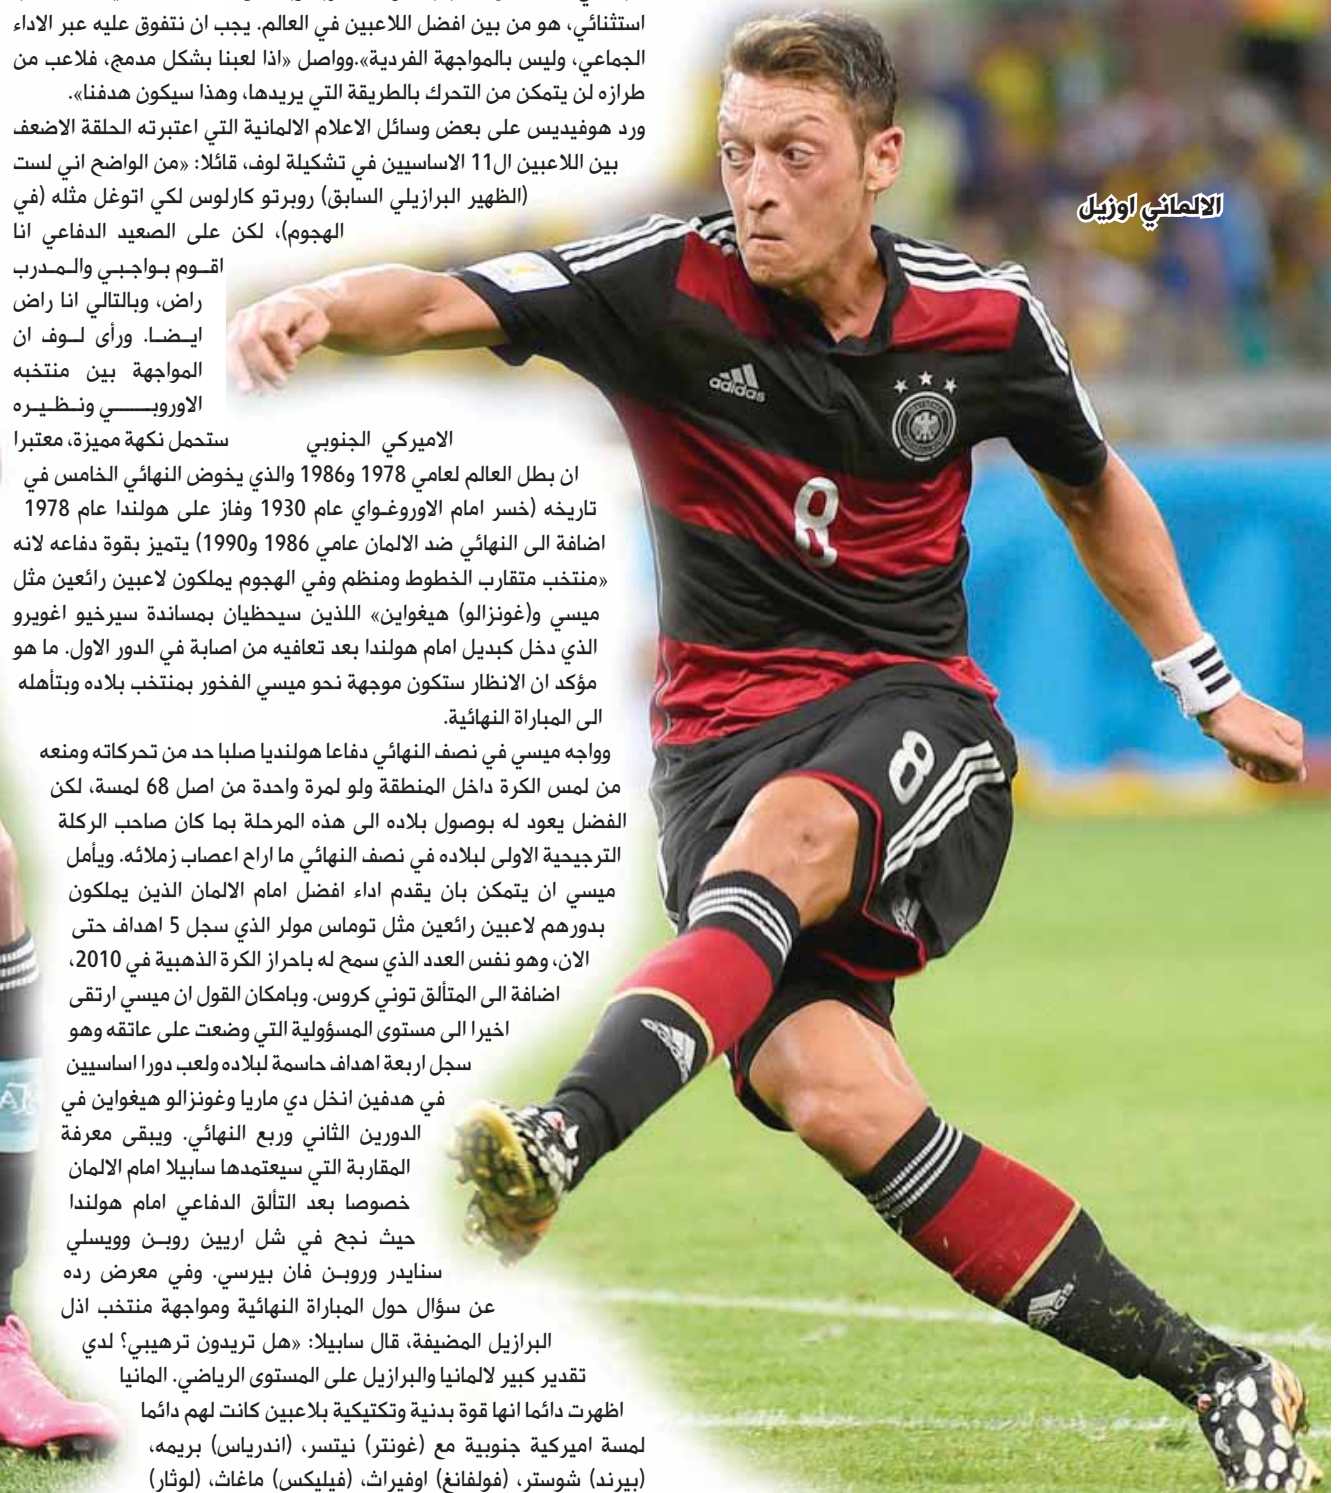 استثنائي، هو من بين افضل اللاعبين في العالم. يجب ان نتفوق عليه عبر الاداء
الجماعي، وليس بالمواجهة الفردية».وواصل «اذا لعبنا بشكل مدمج، فلاعب من
طرازه لن يتمكن من التحرك بالطريقة التي يريدها، وهذا سيكون هدفنا».
ورد هوفيديس على بعض وسائل الاعلام الالمانية التي اعتبرته الحلقة الاضعف
بين اللاعبين ال11 الاساسيين في تشكيلة لوف، قائلا: «من الواضح اني لست
(الظهير البرازيلي السابق) روبرتو كارلوس لكي اتوغل مثله (في
الهجوم)، لكن على الصعيد الدفاعي انا
اقــوم بـواجـبـي والـمـدرب
راض، وبالتالي انا راض
ايـضـا. ورأى لـوف ان
المواجهة بين منتخبه
الاوروبـــــــي ونـظـيـره
الاميركي الجنوبي ستحمل نكهة مميزة، معتبرا
ان بطل العالم لعامي 1978 و1986 والذي يخوض النهائي الخامس في
تاريخه (خسر امام الاوروغـواي عام 1930 وفاز على هولندا عام 1978
اضافة الى النهائي ضد الالمان عامي 1986 و1990) يتميز بقوة دفاعه لانه
«منتخب متقارب الخطوط ومنظم وفي الهجوم يملكون لاعبين رائعين مثل
ميسي و(غونزالو) هيغواين» اللذين سيحظيان بمساندة سيرخيو اغويرو
الذي دخل كبديل امام هولندا بعد تعافيه من اصابة في الدور الاول. ما هو
مؤكد ان الانظار ستكون موجهة نحو ميسي الفخور بمنتخب بلاده وبتأهله
الى المباراة النهائية.
وواجه ميسي في نصف النهائي دفاعا هولنديا صلبا حد من تحركاته ومنعه
من لمس الكرة داخل المنطقة ولو لمرة واحدة من اصل 68 لمسة، لكن
الفضل يعود له بوصول بلاده الى هذه المرحلة بما كان صاحب الركلة
الترجيحية الاولى لبلاده في نصف النهائي ما اراح اعصاب زملائه. ويأمل
ميسي ان يتمكن بان يقدم اداء افضل امام الالمان الذين يملكون
بدورهم لاعبين رائعين مثل توماس مولر الذي سجل 5 اهداف حتى
الان، وهو نفس العدد الذي سمح له باحراز الكرة الذهبية في 2010،
اضافة الى المتألق توني كروس. وبامكان القول ان ميسي ارتقى
اخيرا الى مستوى المسؤولية التي وضعت على عاتقه وهو
سجل اربعة اهداف حاسمة لبلاده ولعب دورا اساسيين
في هدفين انخل دي ماريا وغونزالو هيغواين في
الدورين الثاني وربع النهائي. ويبقى معرفة
المقاربة التي سيعتمدها سابيلا امام الالمان
خصوصا بعد التألق الدفاعي امام هولندا
حيث نجح في شل اريين روبـن وويسلي
سنايدر وروبـن فان بيرسي. وفي معرض رده
عن سؤال حول المباراة النهائية ومواجهة منتخب اذل
البرازيل المضيفة، قال سابيلا: «هل تريدون ترهيبي؟ لدي
تقدير كبير لالمانيا والبرازيل على المستوى الرياضي. المانيا
اظهرت دائما انها قوة بدنية وتكتيكية بلاعبين كانت لهم دائما
لمسة اميركية جنوبية مع (غونتر) نيتسر، (اندرياس) بريمه،
(بيرند) شوستر، (فولفانغ) اوفيراث، (فيليكس) ماغاث، (لوثار)
الالماني اوزيل
adidas
8
8